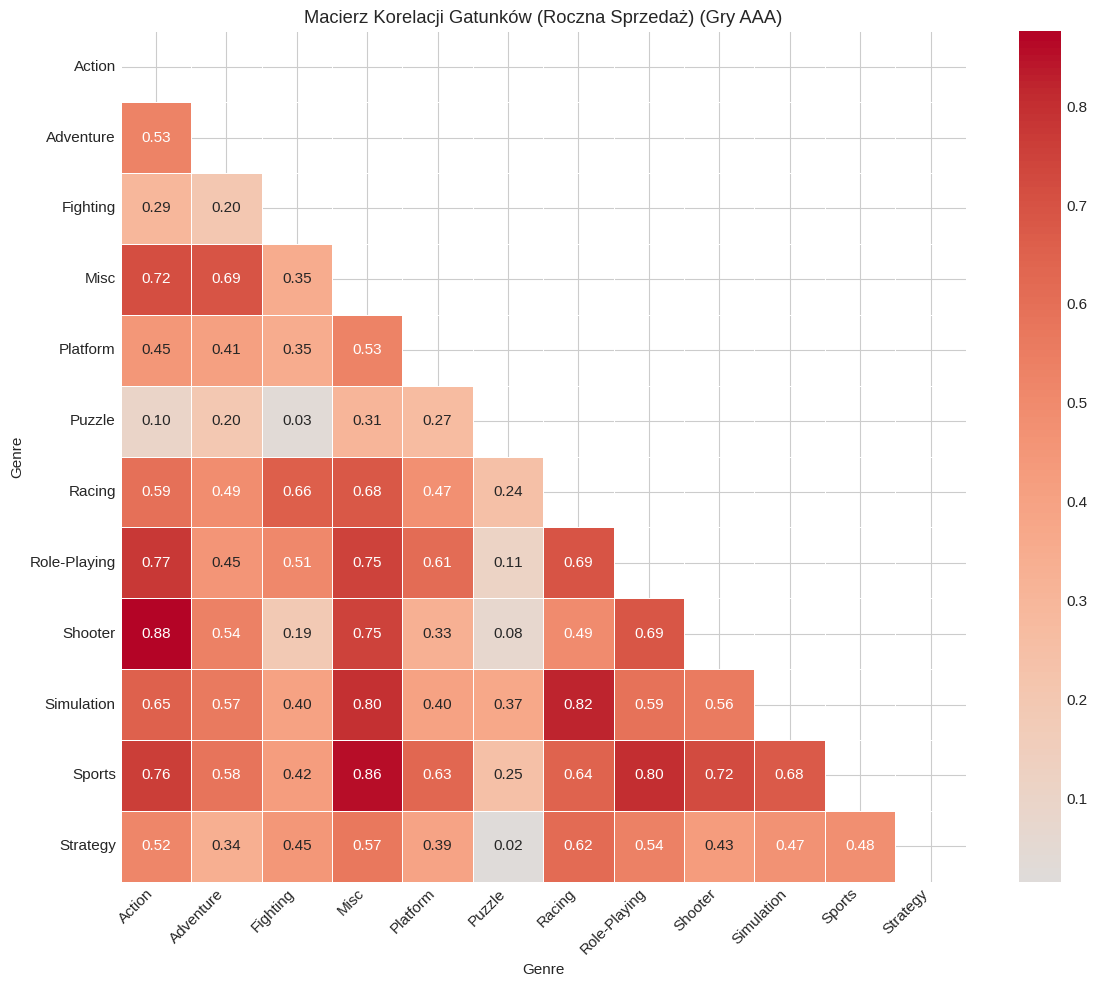 Macierz Korelacji Gatunków (Roczna Sprzedaż) (Gry AAA)
Action
Adventure 0.53
Fighting 0.29 0.20
Misc 0.72 0.69 0.35
Platform 0.45 0.41 0.35 0.53
Puzzle 0.10 0.20 0.03 0.31 0.27
Racing 0.59 0.49 0.66 0.68 0.47 0.24
Role-Playing 0.77 0.45 0.51 0.75 0.61 0.11 0.69
Shooter 0.88 0.54 0.19 0.75 0.33 0.08 0.49 0.69
Simulation 0.65 0.57 0.40 0.80 0.40 0.37 0.82 0.59 0.56
Sports 0.76 0.58 0.42 0.86 0.63 0.25 0.64 0.80 0.72 0.68
Strategy 0.52 0.34 0.45 0.57 0.39 0.02 0.62 0.54 0.43 0.47 0.48
Genre
Action Adventure Fighting Misc Platform Puzzle Racing Role-Playing Shooter Simulation Sports Strategy
Genre
0.8
0.7
0.6
0.5
0.4
0.3
0.2
0.1